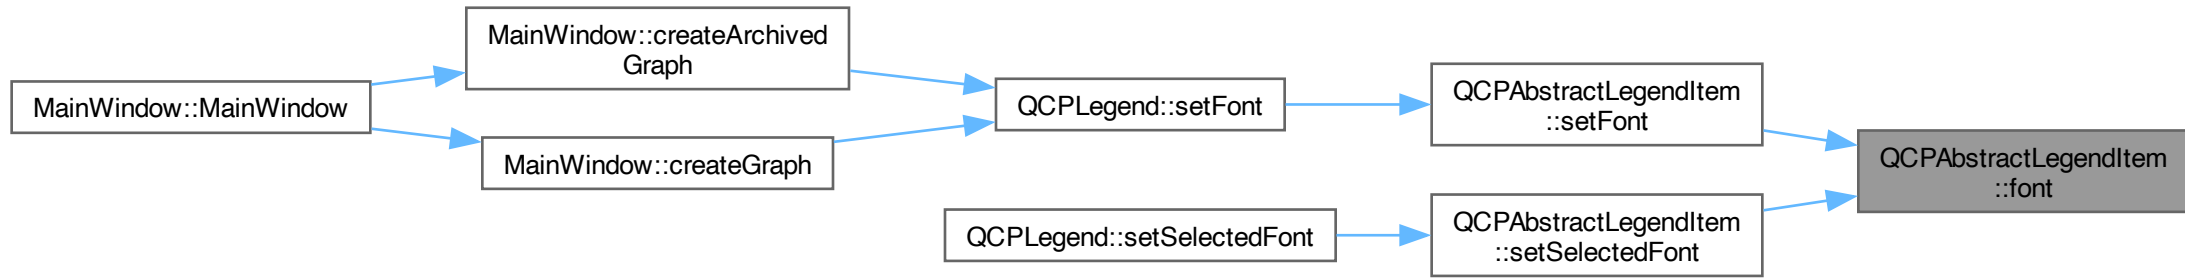 MainWindow::MainWindow
MainWindow::createArchived
Graph
MainWindow::createGraph
QCPLegend::setFont
QCPLegend::setSelectedFont
QCPAbstractLegendItem
::setFont
QCPAbstractLegendItem
::setSelectedFont
QCPAbstractLegendItem
::font